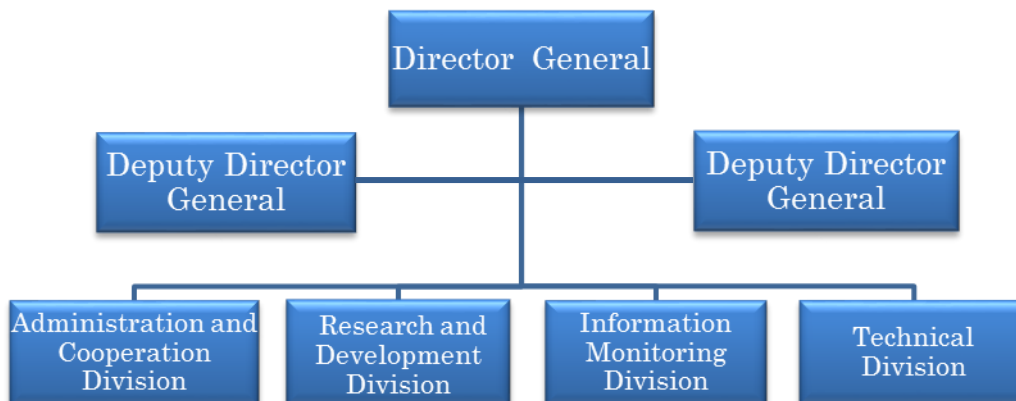 Director General
Deputy Director
General
Deputy Director
General
Administration and
Cooperation
Division
Research and
Development
Division
Information
Monitoring
Division
Technical
Division